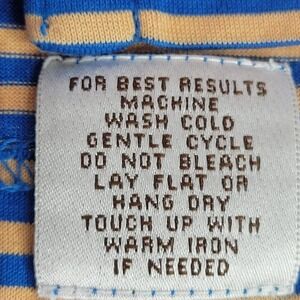 FOR BEST RESULTS
MACHINE
WASH COLD
GENTLE CYCLE
DO NOT BLEACH
LAY FLAT OR
HANG DRY
TOUCH UP WITH
WARM IRON
IF NEEDED